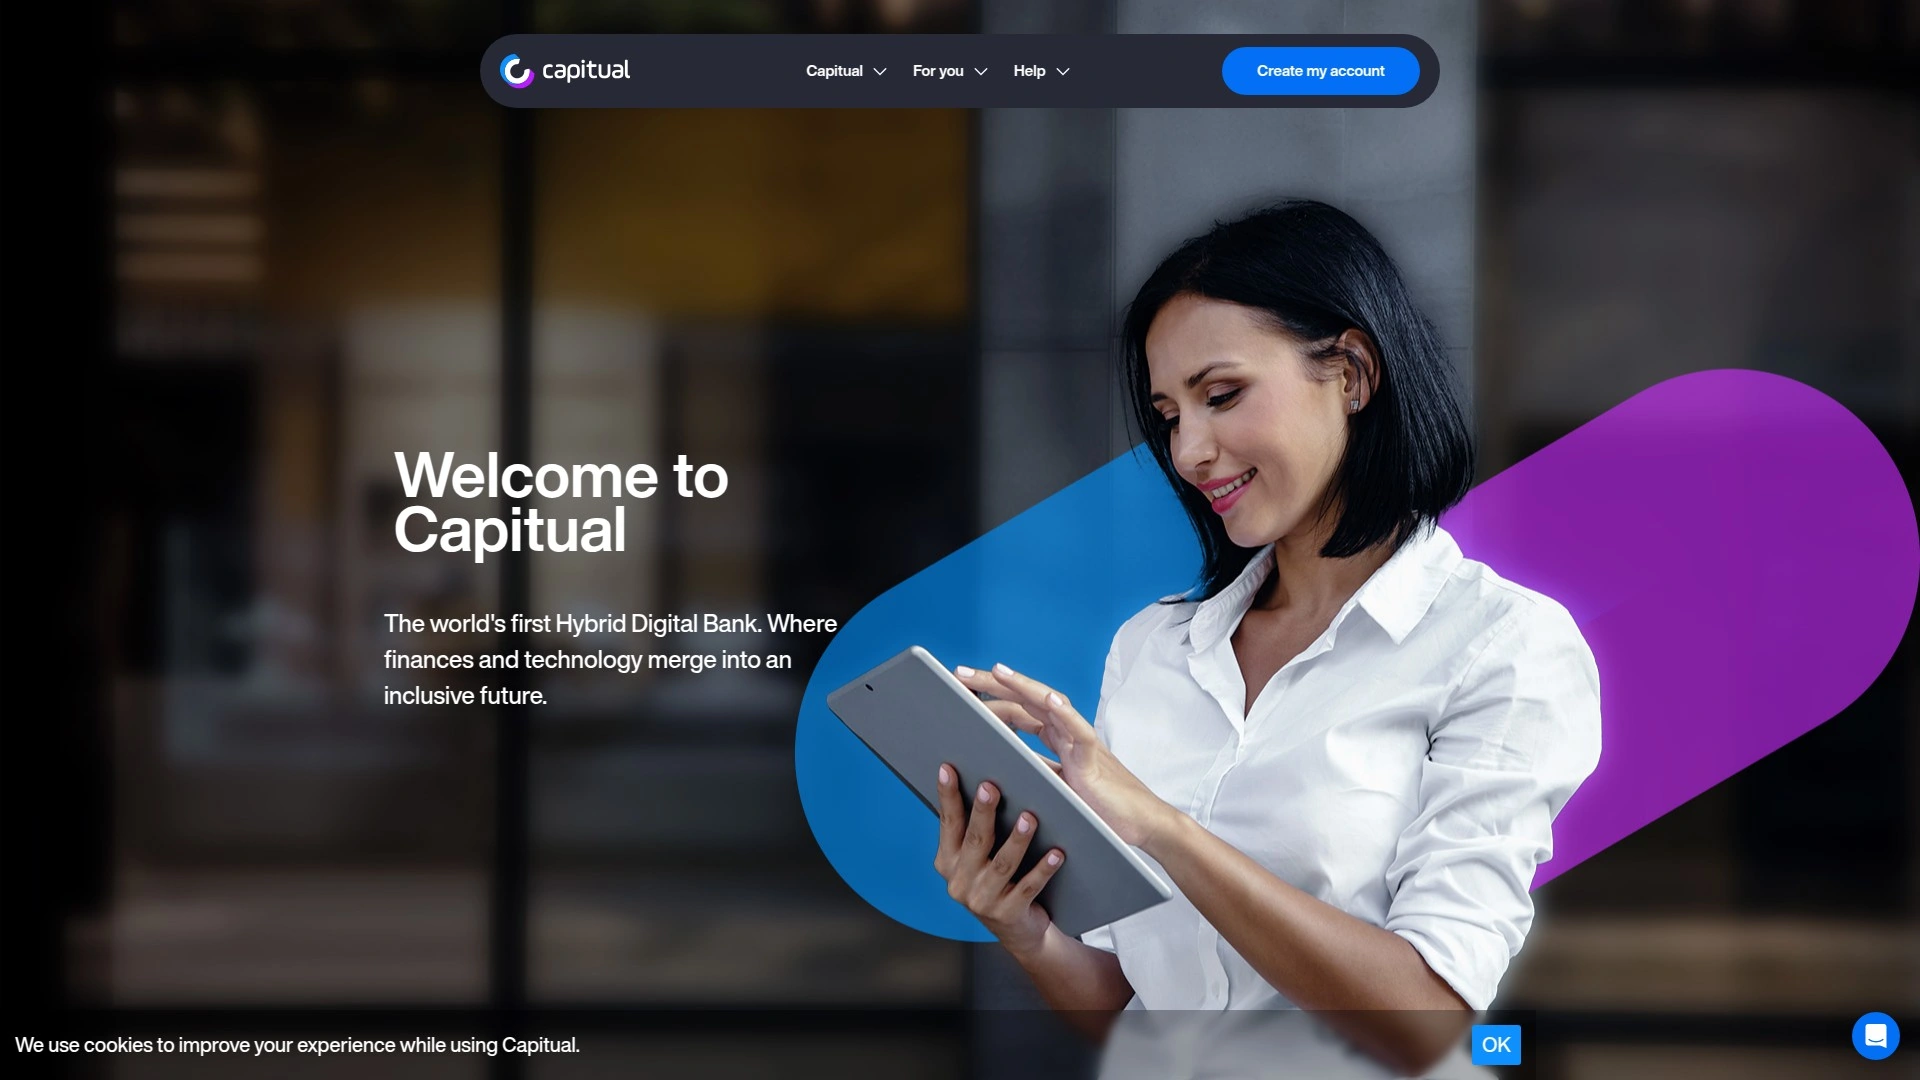 capitual
Capitual
For you
Help
Create my account
Welcome to
Capitual
The world's first Hybrid Digital Bank. Where
finances and technology merge into an
inclusive future.
We use cookies to improve your experience while using Capitual.
OK